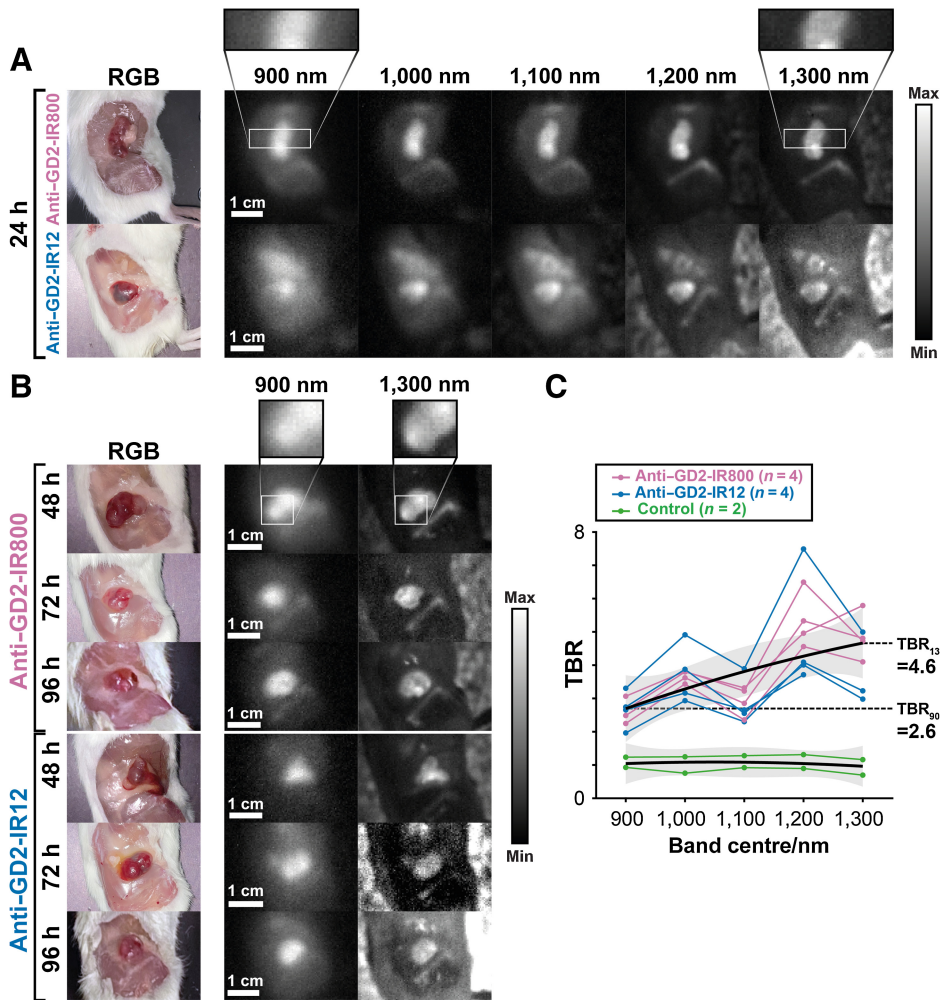 A
RGB
900 nm
1,000 nm
1,100 nm
1,200 nm
1,300 nm
Max
24 h
Anti–GD2-IR800
1 cm
Anti–GD2-IR12
1 cm
Min
B
900 nm
1,300 nm
RGB
Anti–GD2-IR800
48 h
1 cm
72 h
1 cm
96 h
1 cm
Max
Anti–GD2-IR12
48 h
1 cm
72 h
1 cm
96 h
1 cm
Min
C
Anti–GD2-IR800 (n = 4)
Anti–GD2-IR12 (n = 4)
Control (n = 2)
8
TBR
TBR13
=4.6
TBR90
=2.6
0
900
1,000
1,100
1,200
1,300
Band centre/nm